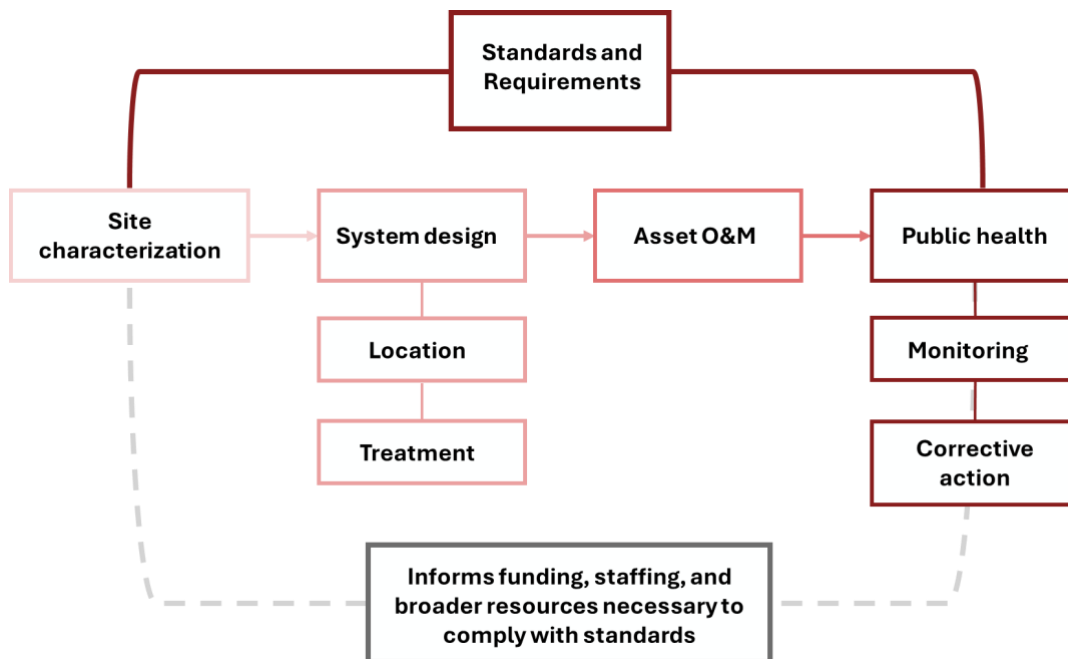 Standards and
Requirements
Site
characterization
System design
Asset O&M
Public health
Location
Monitoring
Treatment
Corrective
action
Informs funding, staffing, and
broader resources necessary to
comply with standards